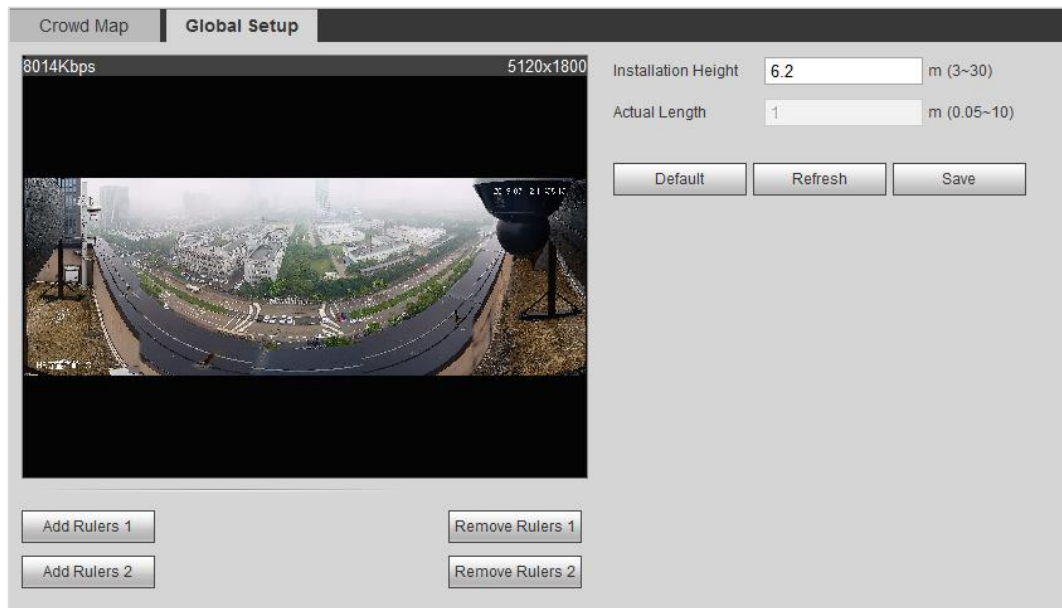 Crowd Map Global Setup
8014Kbps 5120x1800
Installation Height 6.2 m (3~30)
Actual Length 1 m (0.05~10)
Default Refresh Save
Add Rulers 1 Remove Rulers 1
Add Rulers 2 Remove Rulers 2